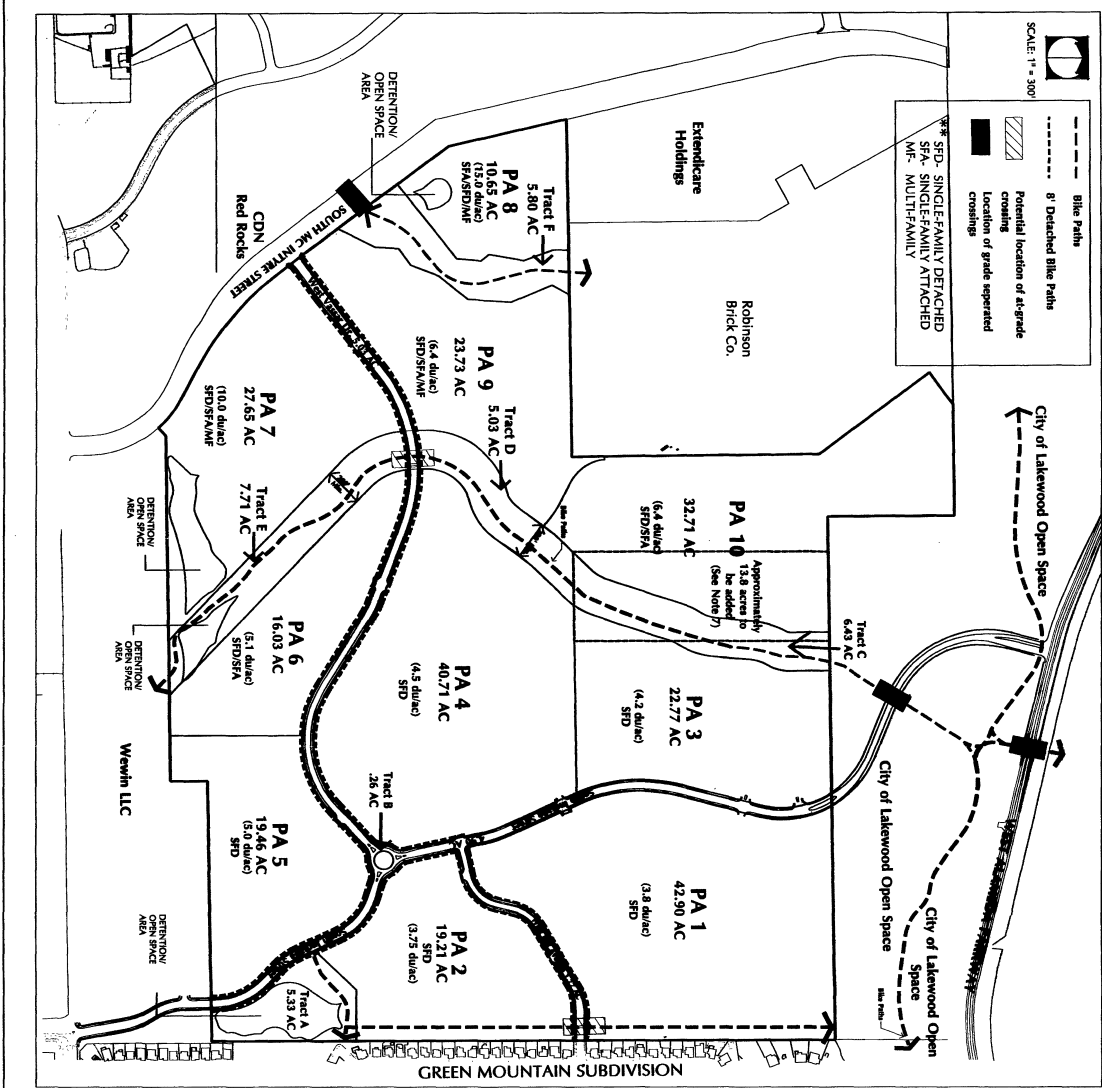 SCALE: 1" = 300'
Bike Paths
8' Detached Bike Paths
Potential location of at-grade
crossing
Location of grade seperated
crossings
** SFD- SINGLE-FAMILY DETACHED
SFA- SINGLE-FAMILY ATTACHED
MF- MULTI-FAMILY
City of Lakewood Open Space
City of Lakewood Open Space
City of Lakewood Open
Space
Bike Paths
Extendicare
Holdings
Robinson
Brick Co.
DETENTION/
OPEN SPACE
AREA
PA 8
10.65 AC
(15.0 du/ac)
SFA/SFD/MF
Tract F
5.80 AC
SOUTH MC INTYRE STREET
CDN
Red Rocks
PA 9
23.73 AC
(6.4 du/ac)
SFD/SFA/MF
Tract D
5.03 AC
PA 10
32.71 AC
(6.4 du/ac)
SFD/SFA
Approximately
13.8 acres to
be added
(See Note 7)
Bike Paths
Tract C
6.43 AC
PA 7
27.65 AC
(10.0 du/ac)
SFD/SFA/MF
Tract E
7.71 AC
DETENTION/
OPEN SPACE
AREA
DETENTION/
OPEN SPACE
AREA
PA 6
16.03 AC
(5.1 du/ac)
SFD/SFA
PA 4
40.71 AC
(4.5 du/ac)
SFD
PA 3
22.77 AC
(4.2 du/ac)
SFD
Wewin LLC
Tract B
.26 AC
PA 5
19.46 AC
(5.0 du/ac)
SFD
PA 1
42.90 AC
(3.8 du/ac)
SFD
PA 2
19.21 AC
SFD
(3.75 du/ac)
DETENTION/
OPEN SPACE
AREA
Tract A
5.33 AC
GREEN MOUNTAIN SUBDIVISION